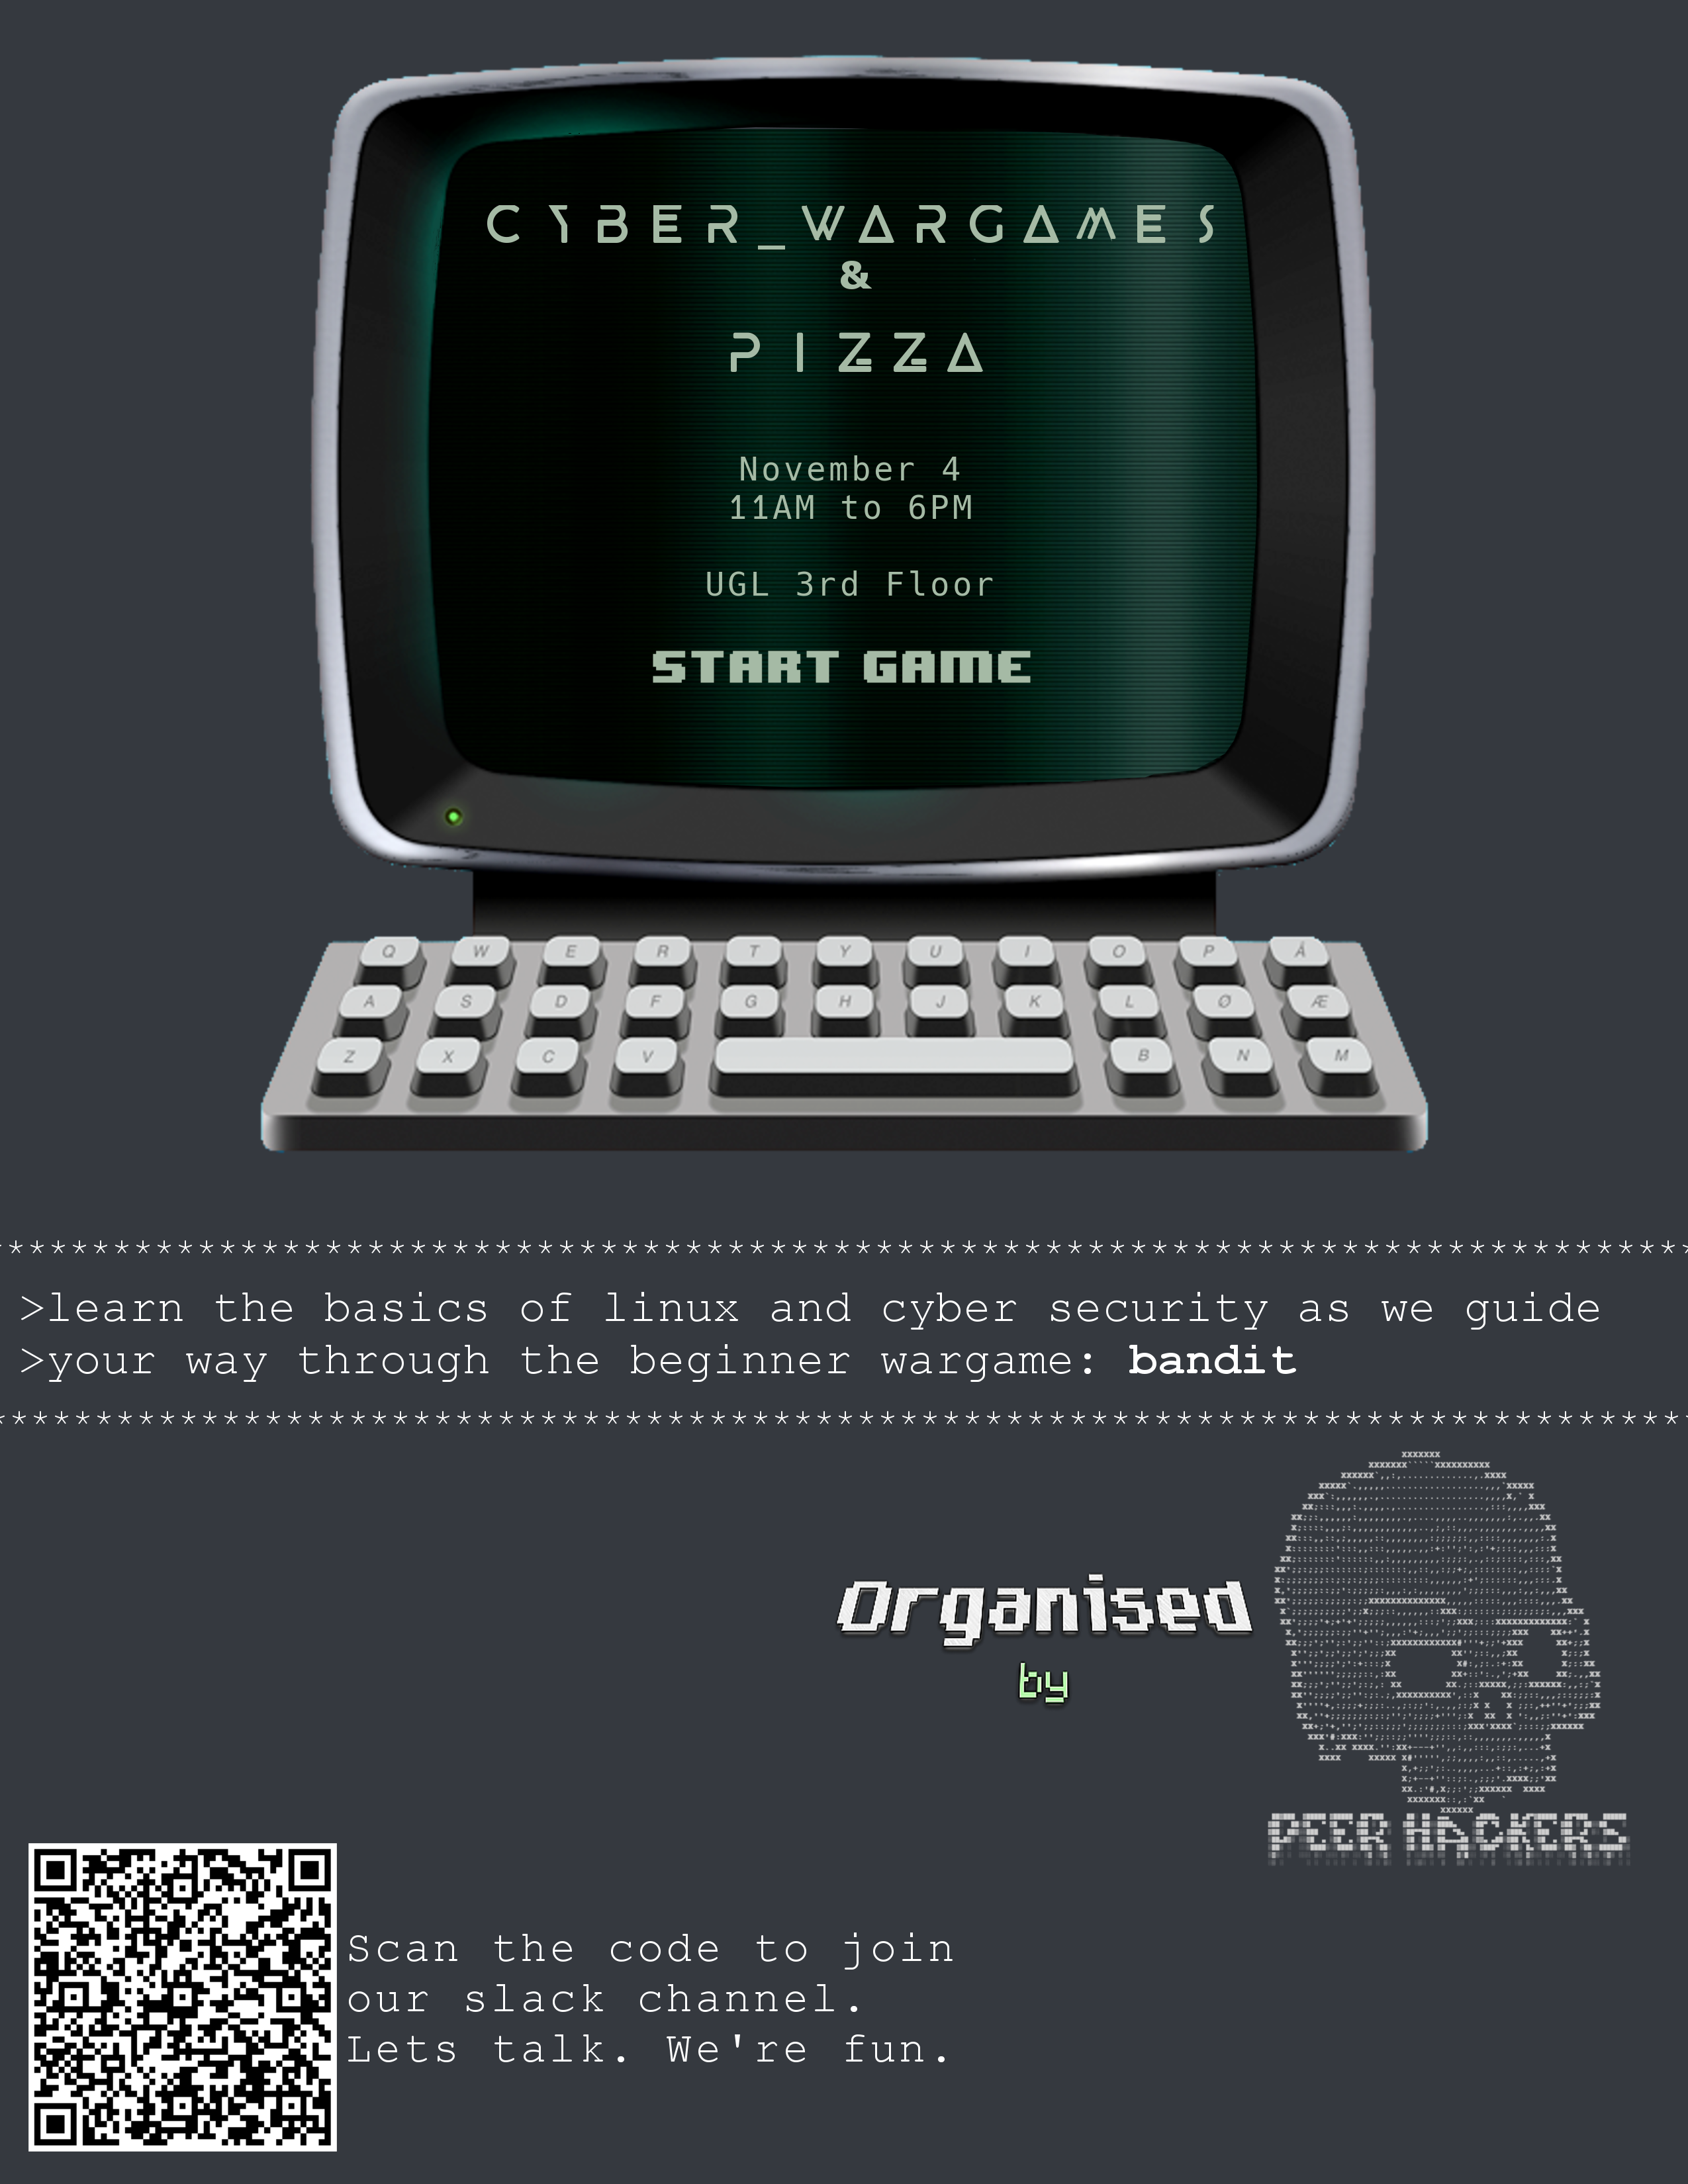 CYBER_WARGAMES
&
PIZZA
November 4
11AM to 6PM
UGL 3rd Floor
START GAME
Q W E R T Y U I O P Å
A S D F G H J K L Ø Æ
Z X C V B N M
>learn the basics of linux and cyber security as we guide
>your way through the beginner wargame: bandit
Organised
by
PEER HACKERS
Scan the code to join
our slack channel.
Lets talk. We're fun.